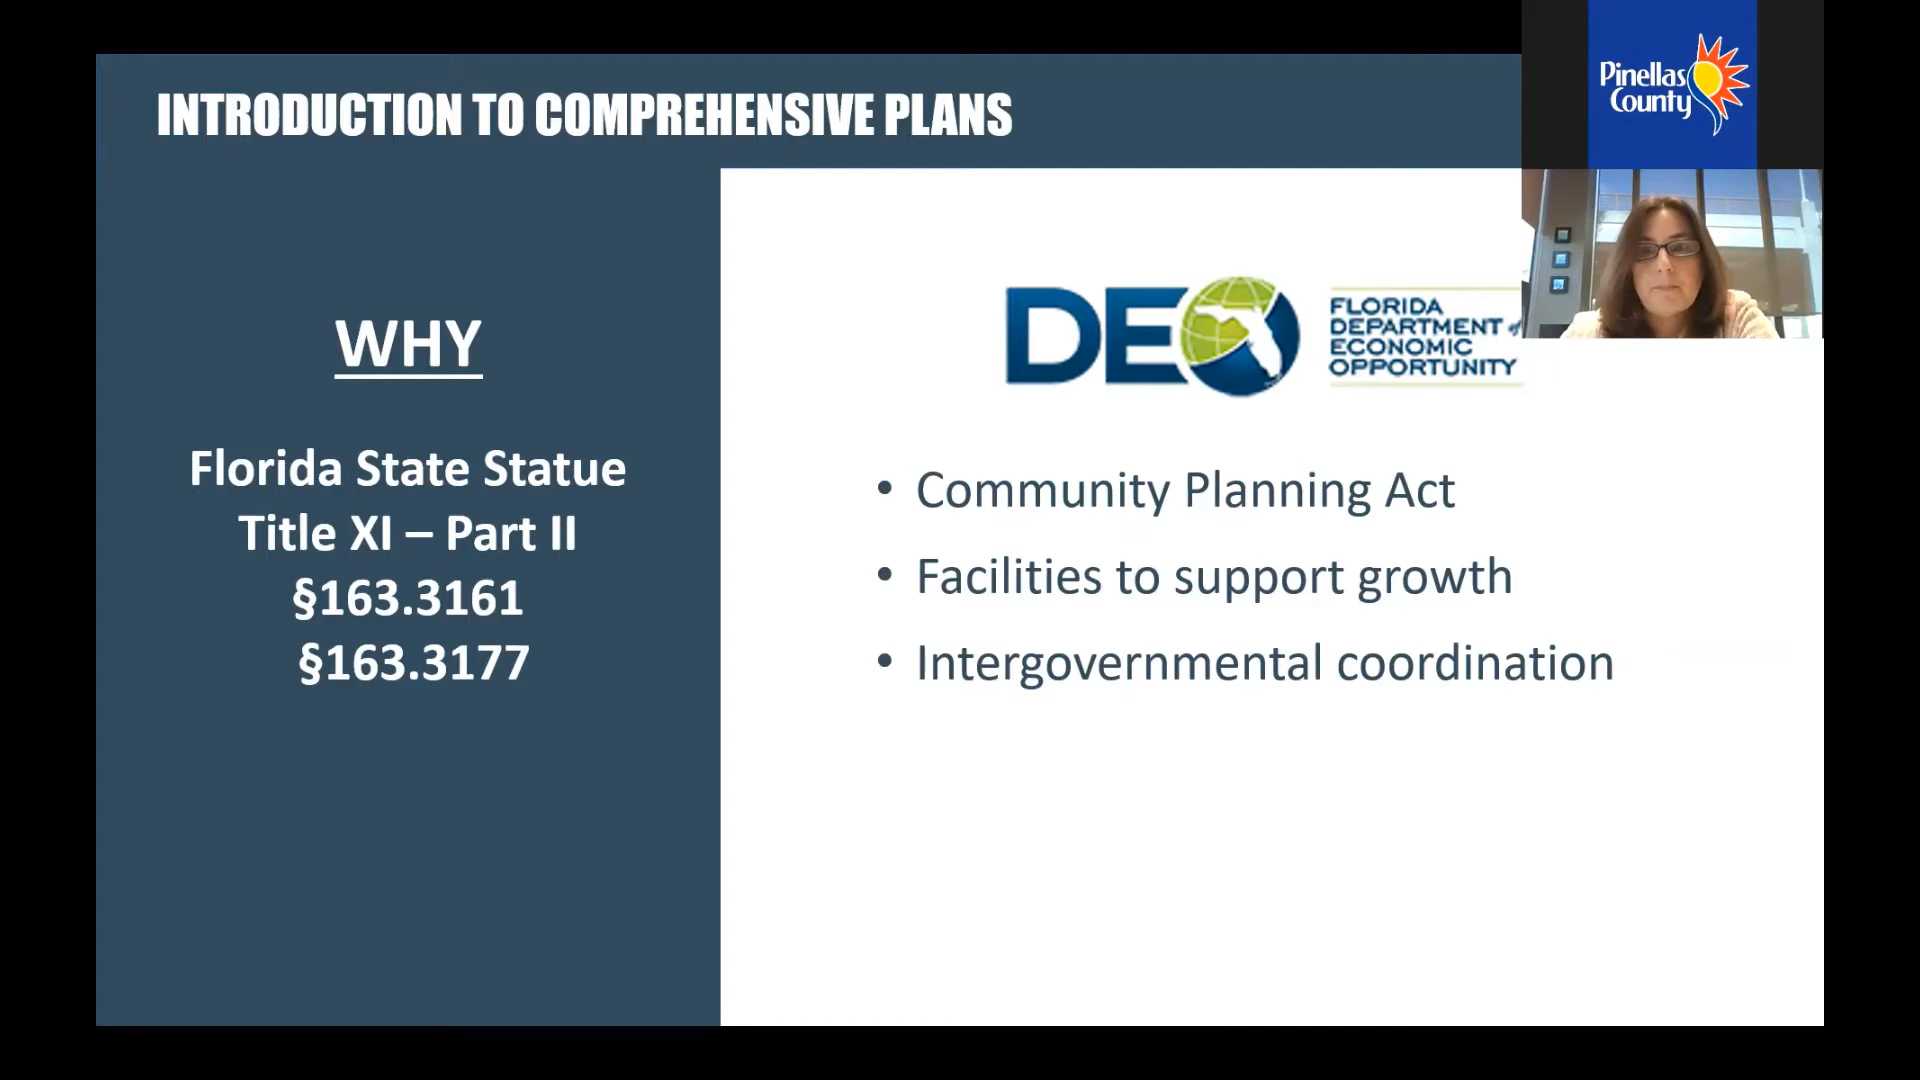 INTRODUCTION TO COMPREHENSIVE PLANS
Pinellas
County
WHY
Florida State Statue
Title XI – Part II
§163.3161
§163.3177
DEO
FLORIDA
DEPARTMENT of
ECONOMIC
OPPORTUNITY
• Community Planning Act
• Facilities to support growth
• Intergovernmental coordination